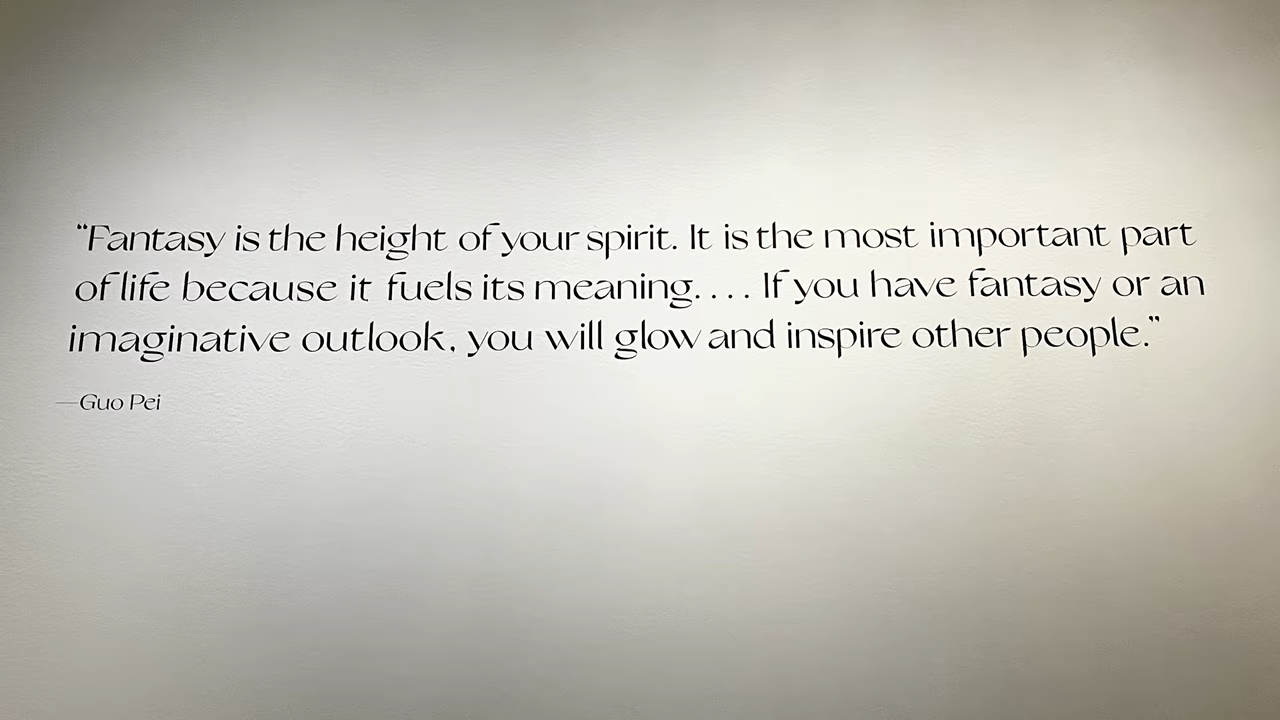 “Fantasy is the height of your spirit. It is the most important part
of life because it fuels its meaning. . . . If you have fantasy or an
imaginative outlook, you will glow and inspire other people.”
—Guo Pei